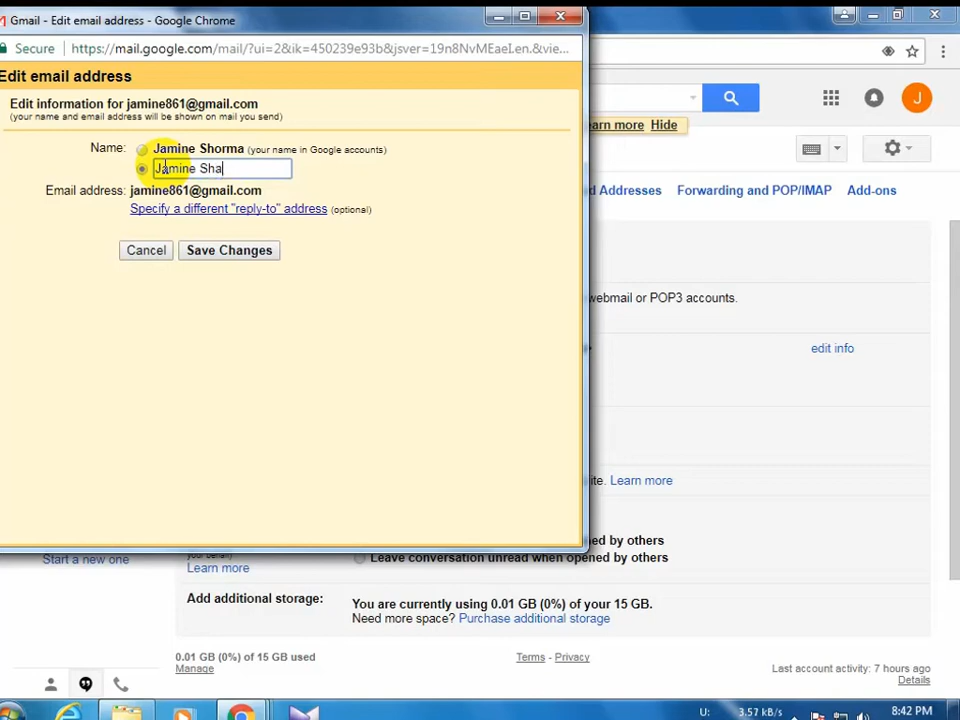 Gmail - Edit email address - Google Chrome
Secure https://mail.google.com/mail/?ui=2&ik=450239e93b&jsver=19n8NvMEaeI.en.&vie...
Edit email address
Edit information for jamine861@gmail.com
(your name and email address will be shown on mail you send)
Name: Jamine Shorma (your name in Google accounts)
Jamine Sha
Email address: jamine861@gmail.com
Specify a different "reply-to" address (optional)
Cancel Save Changes
earn more Hide
J
d Addresses Forwarding and POP/IMAP Add-ons
webmail or POP3 accounts.
edit info
ite. Learn more
ed by others
Start a new one
your behalf)
Leave conversation unread when opened by others
Learn more
Add additional storage: You are currently using 0.01 GB (0%) of your 15 GB.
Need more space? Purchase additional storage
0.01 GB (0%) of 15 GB used
Manage
Terms - Privacy
Last account activity: 7 hours ago
Details
U: 3.57 kB/s
8:42 PM